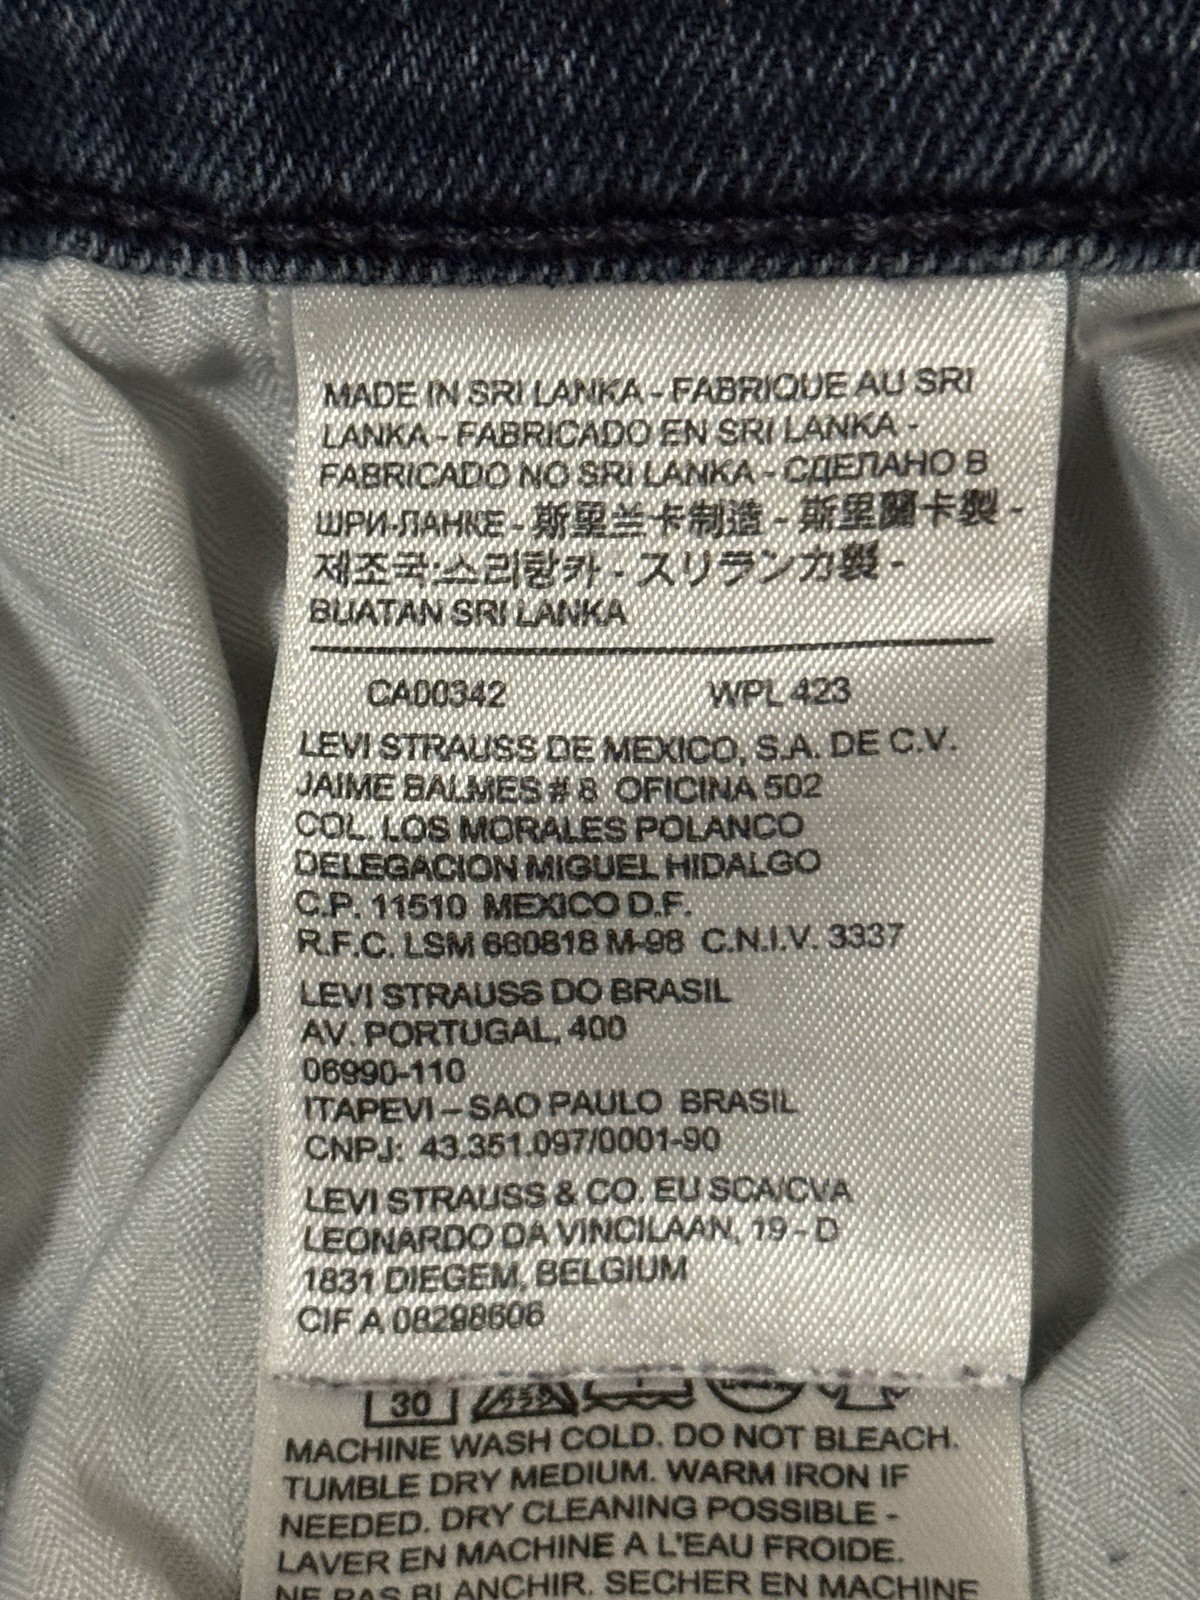 MADE IN SRI LANKA - FABRIQUE AU SRI
LANKA - FABRICADO EN SRI LANKA -
FABRICADO NO SRI LANKA - СДЕЛАНО В
ШРИ-ЛАНКЕ - 斯里兰卡制造 - 斯里蘭卡製 -
제조국:스리랑카 - スリランカ製 -
BUATAN SRI LANKA
CA00342 WPL 423
LEVI STRAUSS DE MEXICO, S.A. DE C.V.
JAIME BALMES # 8 OFICINA 502
COL. LOS MORALES POLANCO
DELEGACION MIGUEL HIDALGO
C.P. 11510 MEXICO D.F.
R.F.C. LSM 660818 M-98 C.N.I.V. 3337
LEVI STRAUSS DO BRASIL
AV. PORTUGAL, 400
06990-110
ITAPEVI – SAO PAULO BRASIL
CNPJ: 43.351.097/0001-90
LEVI STRAUSS & CO. EU SCA/CVA
LEONARDO DA VINCILAAN, 19 - D
1831 DIEGEM, BELGIUM
CIF A 08298606
30
MACHINE WASH COLD. DO NOT BLEACH.
TUMBLE DRY MEDIUM. WARM IRON IF
NEEDED. DRY CLEANING POSSIBLE -
LAVER EN MACHINE A L'EAU FROIDE.
NE PAS BLANCHIR. SECHER EN MACHINE